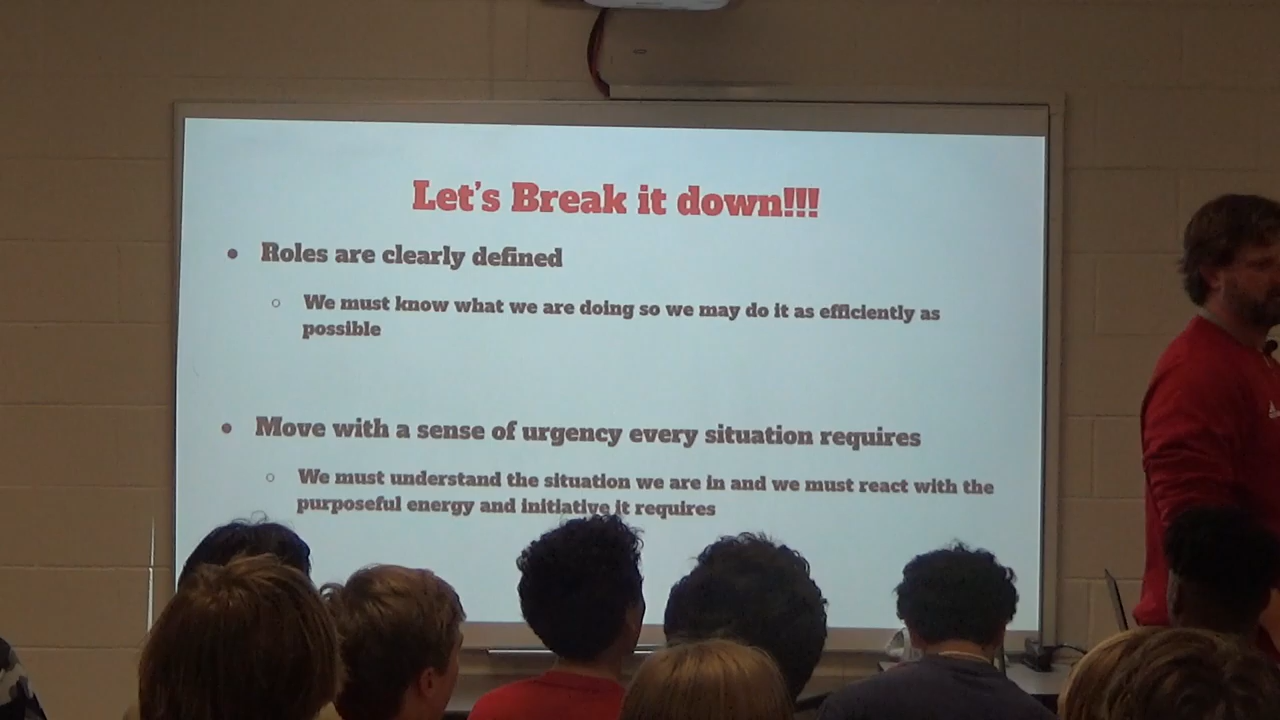 Let's Break it down!!!
● Roles are clearly defined
○ We must know what we are doing so we may do it as efficiently as
possible
● Move with a sense of urgency every situation requires
○ We must understand the situation we are in and we must react with the
purposeful energy and initiative it requires